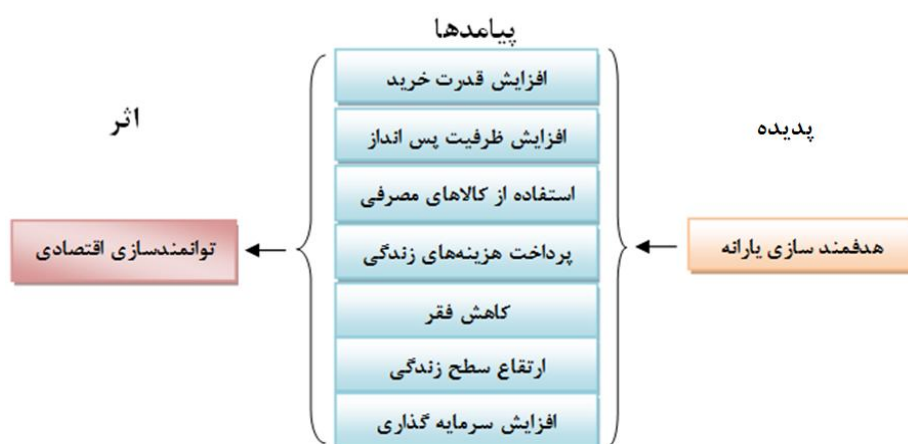 پیامدها
پدیده
هدفمند سازی یارانه
افزایش قدرت خرید
افزایش ظرفیت پس انداز
استفاده از کالاهای مصرفی
پرداخت هزینه‌های زندگی
کاهش فقر
ارتقاع سطح زندگی
افزایش سرمایه گذاری
اثر
توانمندسازی اقتصادی